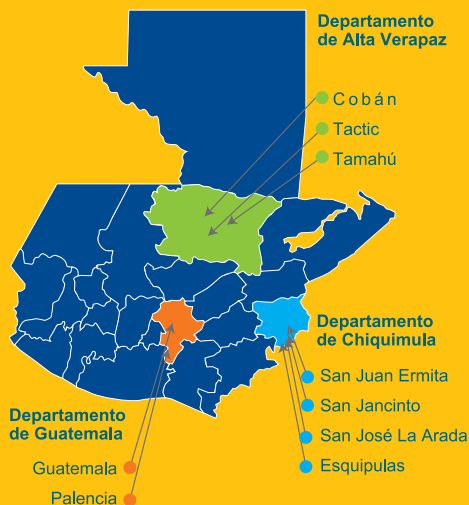 Departamento
de Alta Verapaz
Cobán
Tactic
Tamahú
Departamento
de Chiquimula
San Juan Ermita
San Jancinto
San José La Arada
Esquipulas
Departamento
de Guatemala
Guatemala
Palencia